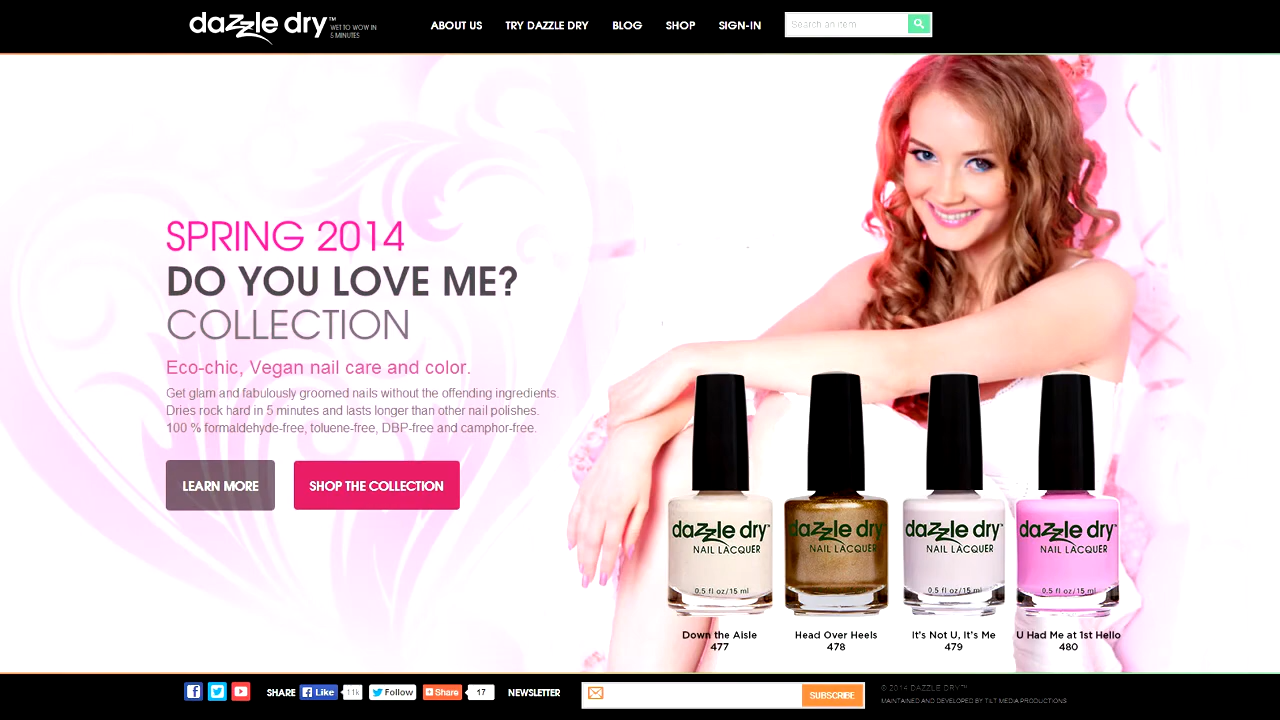 dazzle dry™ WET TO WOW IN
5 MINUTES
ABOUT US TRY DAZZLE DRY BLOG SHOP SIGN-IN
Search an item
SPRING 2014
DO YOU LOVE ME?
COLLECTION
Eco-chic, Vegan nail care and color.
Get glam and fabulously groomed nails without the offending ingredients.
Dries rock hard in 5 minutes and lasts longer than other nail polishes.
100 % formaldehyde-free, toluene-free, DBP-free and camphor-free.
LEARN MORE SHOP THE COLLECTION
dazzle dry™ dazzle dry dazzle dry™ dazzle dry™
NAIL LACQUER NAIL LACQUER NAIL LACQUER NAIL LACQUER
0.5 fl oz/15 ml 0.5 fl oz/15 ml 0.5 fl oz/15 ml
Down the Aisle Head Over Heels It's Not U, It's Me U Had Me at 1st Hello
477 478 479 480
SHARE Like 11k Follow Share 17 NEWSLETTER SUBSCRIBE
© 2014 DAZZLE DRY™
MAINTAINED AND DEVELOPED BY TILT MEDIA PRODUCTIONS